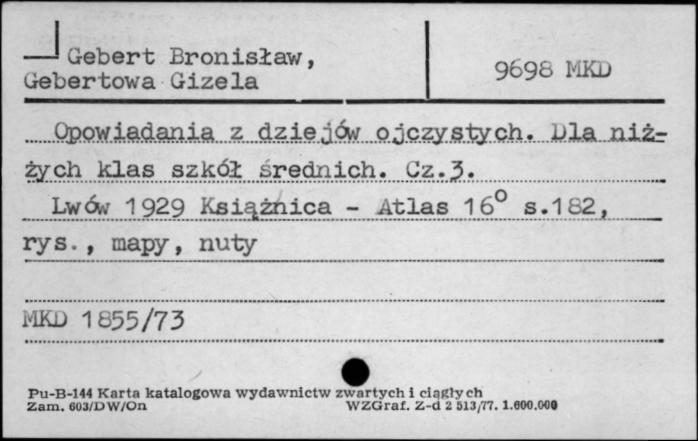 Gebert Bronisław,
Gebertowa Gizela
9698 MKD
Opowiadania z dziejów ojczystych. Dla niż-
żych klas szkół średnich. Cz.3.
Lwów 1929 Książnica - Atlas 16° s.182,
rys., mapy, nuty
MKD 1855/73
Pu-B-144 Karta katalogowa wydawnictw zwartych i ciągłych
Zam. 603/DW/On WZGraf. Z-d 2 513/77. 1.600.000